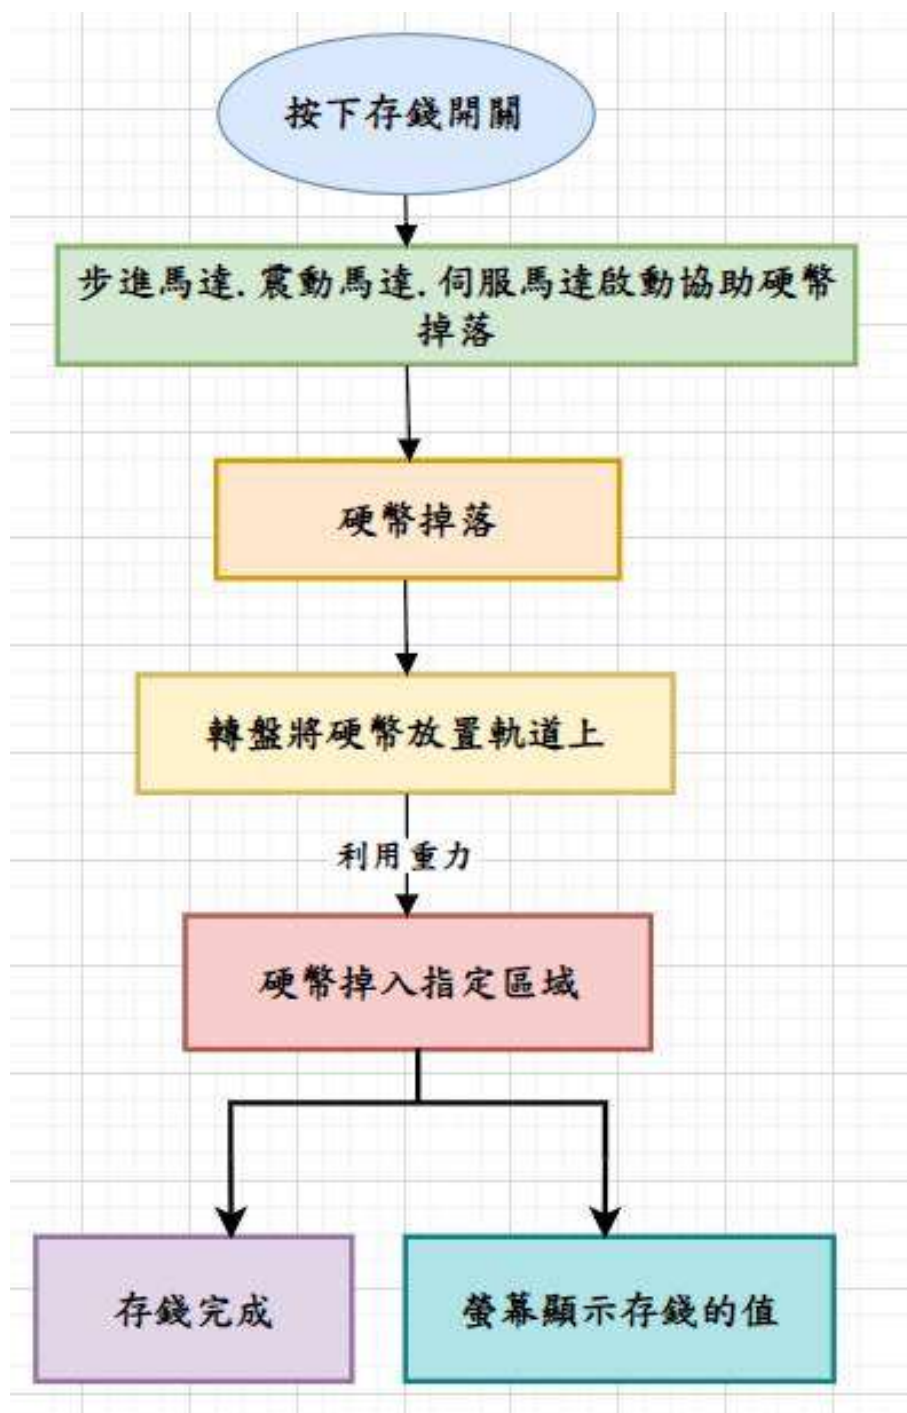 按下存錢開關
步進馬達.震動馬達.伺服馬達啟動協助硬幣
掉落
硬幣掉落
轉盤將硬幣放置軌道上
利用重力
硬幣掉入指定區域
存錢完成
螢幕顯示存錢的值